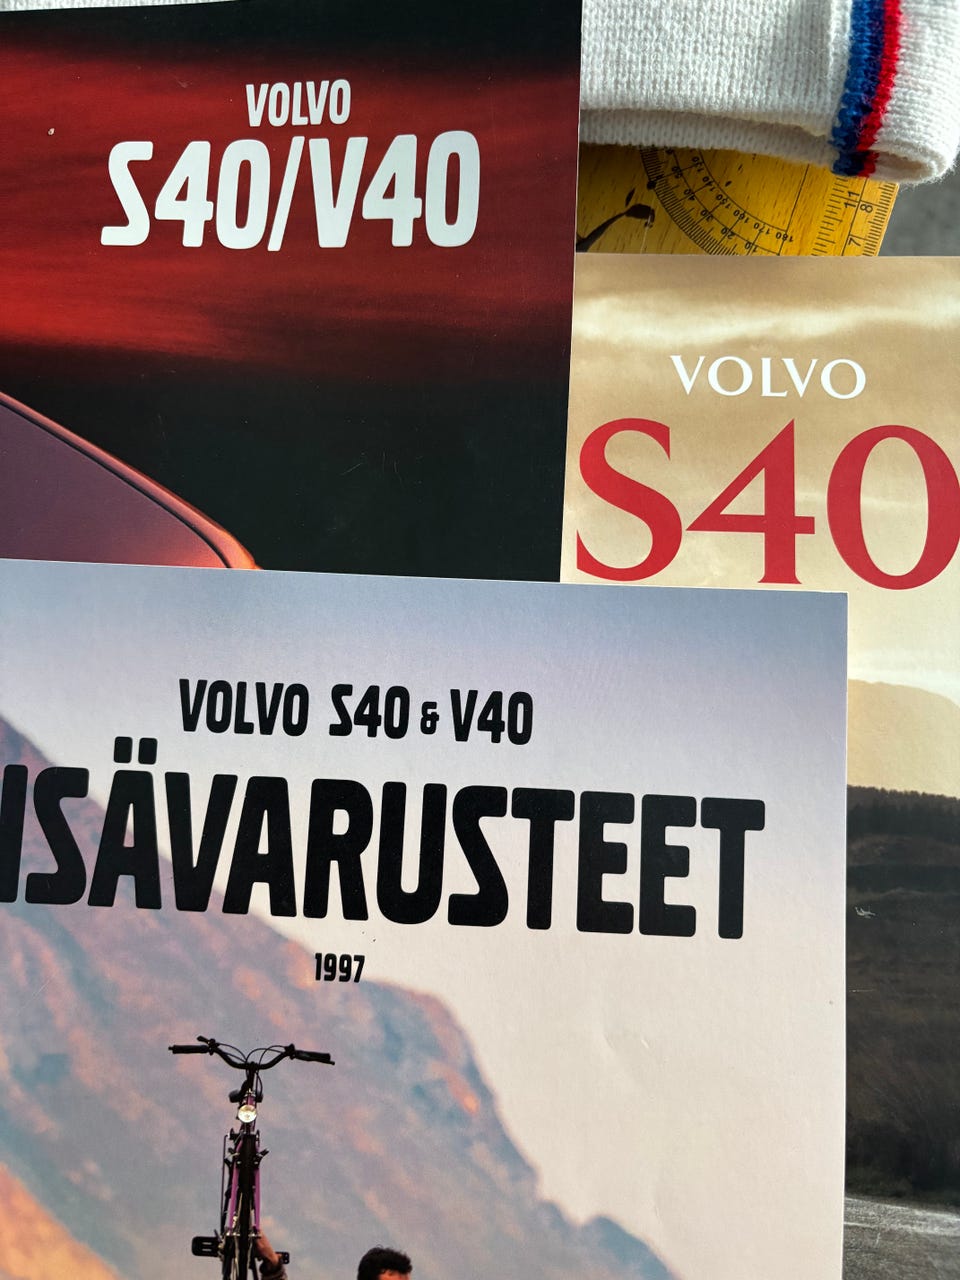 VOLVO
S40/V40
VOLVO
S40
VOLVO S40 & V40
ISÄVARUSTEET
1997